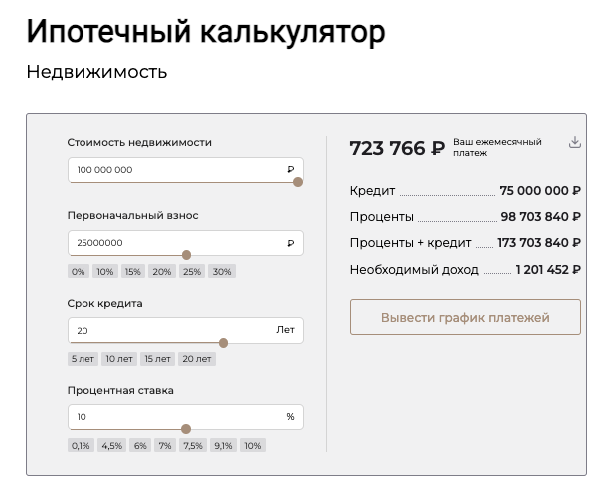 Ипотечный калькулятор
Недвижимость
Стоимость недвижимости
100 000 000 ₽
Первоначальный взнос
25000000 ₽
0% 10% 15% 20% 25% 30%
Срок кредита
20 Лет
5 лет 10 лет 15 лет 20 лет
Процентная ставка
10 %
0,1% 4,5% 6% 7% 7,5% 9,1% 10%
723 766 ₽
Ваш ежемесячный
платеж
Кредит 75 000 000 ₽
Проценты 98 703 840 ₽
Проценты + кредит 173 703 840 ₽
Необходимый доход 1 201 452 ₽
Вывести график платежей